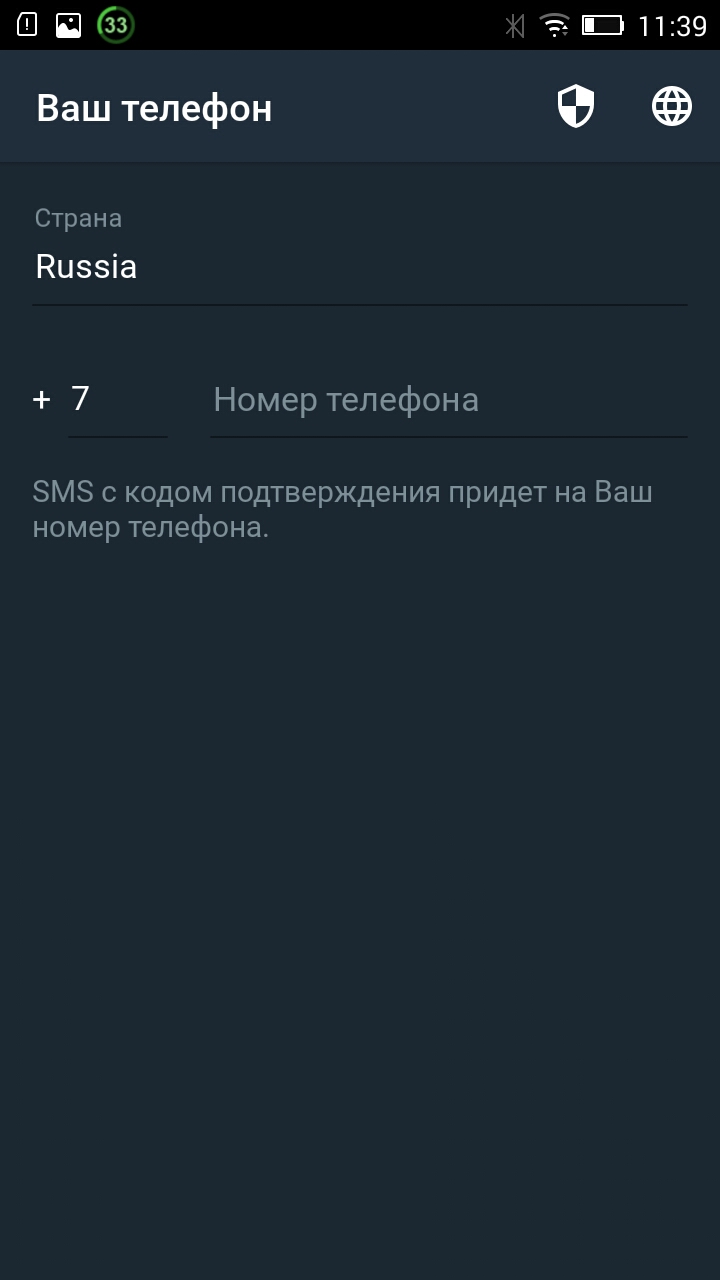 33
11:39
Ваш телефон
Страна
Russia
+ 7 Номер телефона
SMS с кодом подтверждения придет на Ваш
номер телефона.